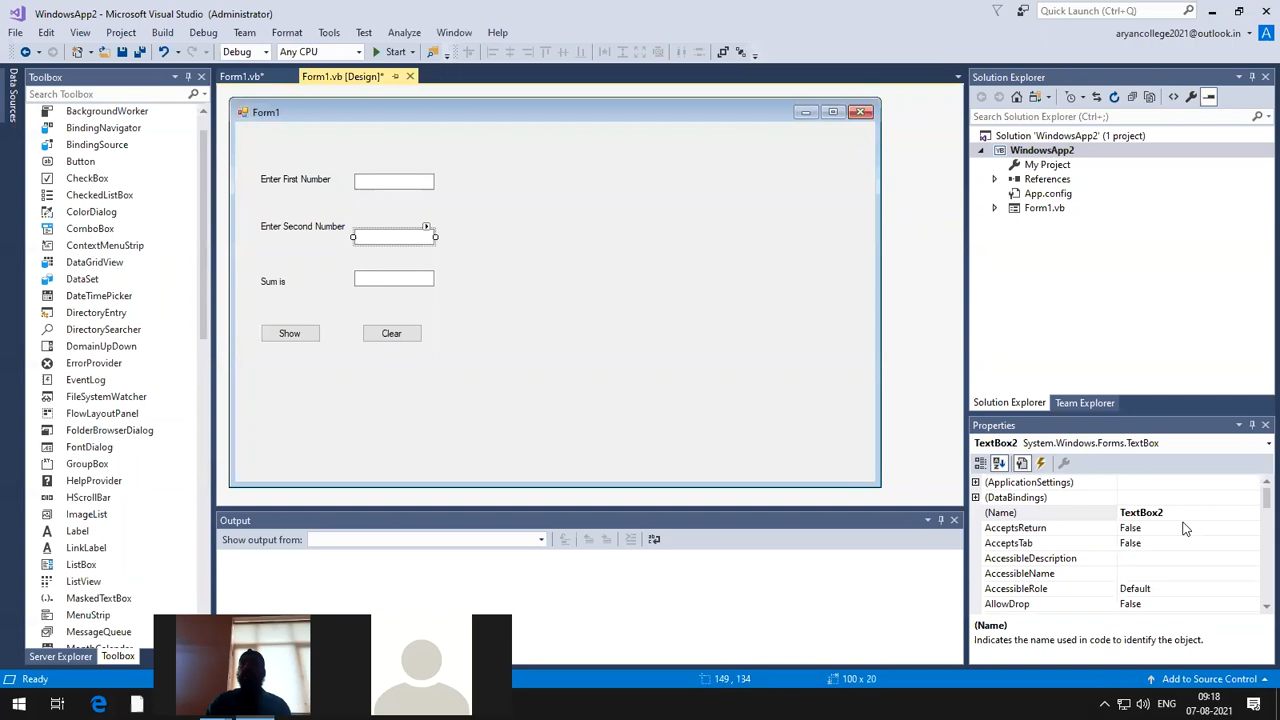 WindowsApp2 - Microsoft Visual Studio (Administrator)
Quick Launch (Ctrl+Q)
File Edit View Project Build Debug Team Format Tools Test Analyze Window Help
aryancollege2021@outlook.in
A
Debug Any CPU Start
Data Sources
Toolbox
Search Toolbox
BackgroundWorker
BindingNavigator
BindingSource
Button
CheckBox
CheckedListBox
ColorDialog
ComboBox
ContextMenuStrip
DataGridView
DataSet
DateTimePicker
DirectoryEntry
DirectorySearcher
DomainUpDown
ErrorProvider
EventLog
FileSystemWatcher
FlowLayoutPanel
FolderBrowserDialog
FontDialog
GroupBox
HelpProvider
HScrollBar
ImageList
Label
LinkLabel
ListBox
ListView
MaskedTextBox
MenuStrip
MessageQueue
MonthCalendar
Server Explorer Toolbox
Form1.vb* Form1.vb [Design]*
Form1
Enter First Number
Enter Second Number
Sum is
Show Clear
Output
Show output from:
Solution Explorer
Search Solution Explorer (Ctrl+;)
Solution 'WindowsApp2' (1 project)
VB WindowsApp2
My Project
References
App.config
Form1.vb
Solution Explorer Team Explorer
Properties
TextBox2 System.Windows.Forms.TextBox
(ApplicationSettings)
(DataBindings)
(Name) TextBox2
AcceptsReturn False
AcceptsTab False
AccessibleDescription
AccessibleName
AccessibleRole Default
AllowDrop False
(Name)
Indicates the name used in code to identify the object.
Ready 149 , 134 100 x 20 Add to Source Control
ENG 09:18
07-08-2021